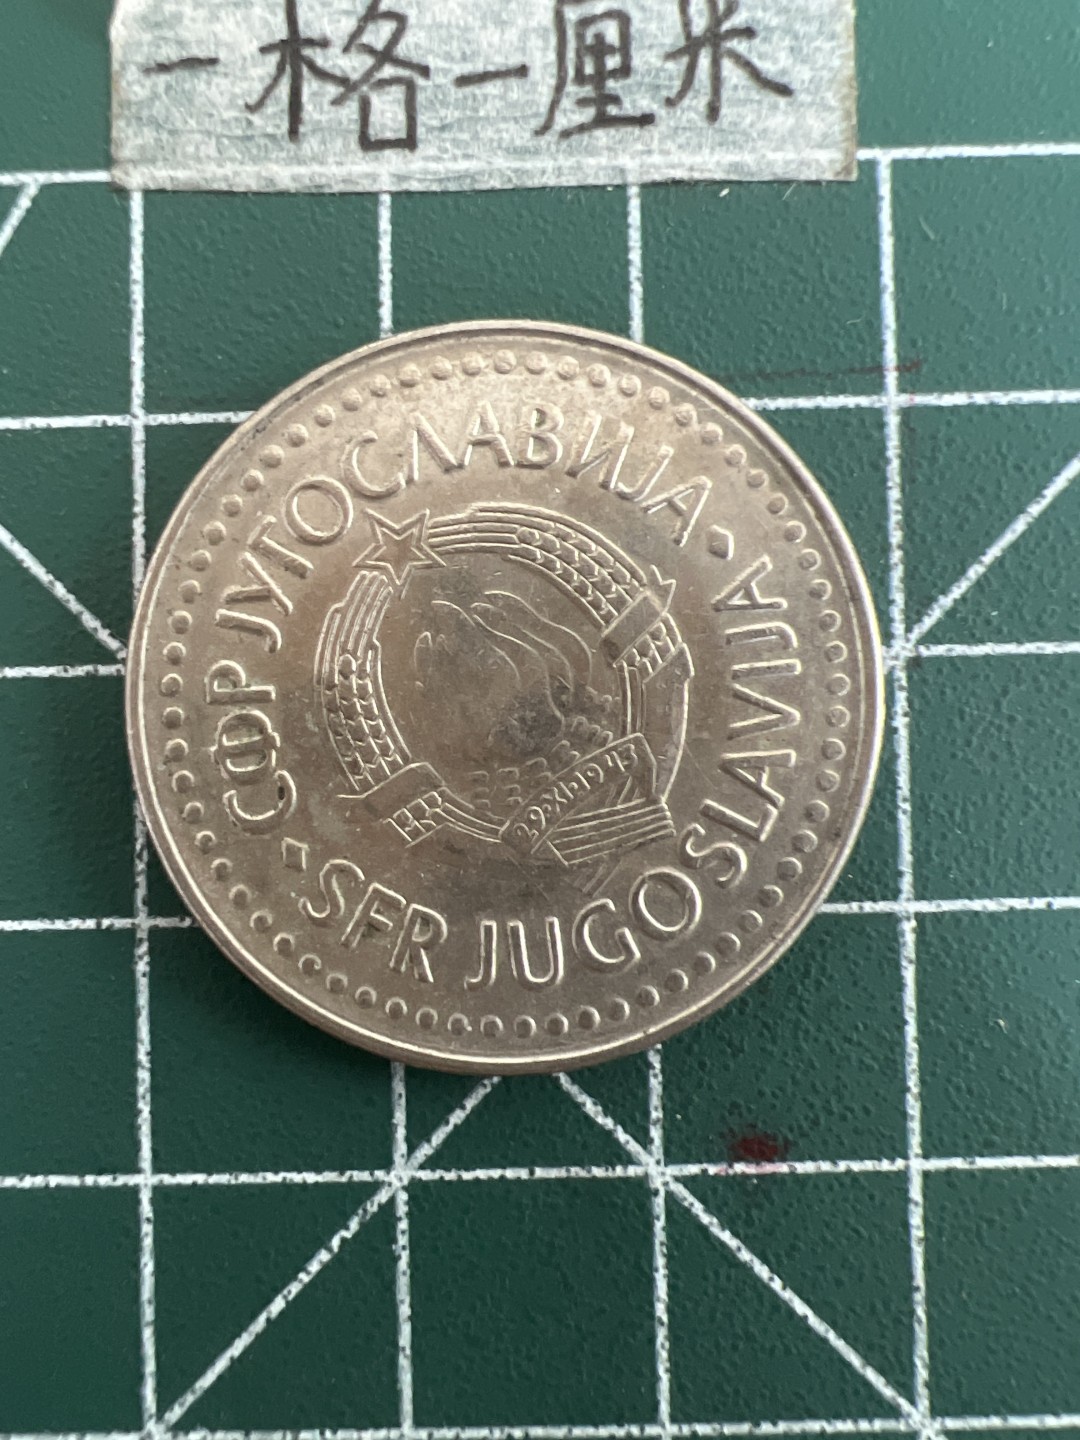 一格一厘米
СФР ЈУГОСЛАВИЈА
SFR JUGOSLAVIJA
29·XI·1943